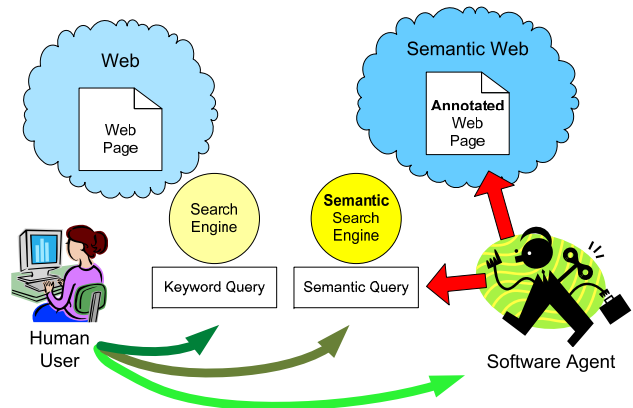 Web
Semantic Web
Web
Page
Annotated
Web
Page
Search
Engine
Semantic
Search
Engine
Keyword Query
Semantic Query
Human
User
Software Agent